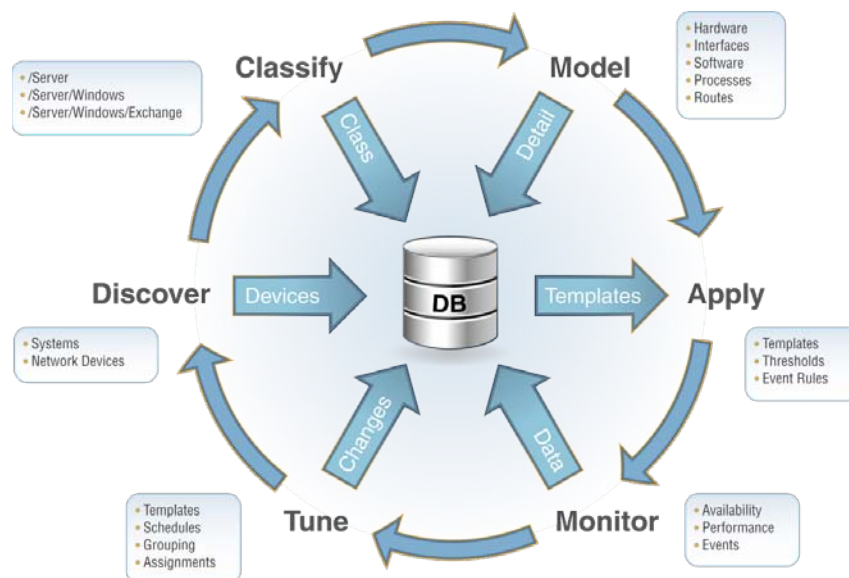 Classify
Model
• /Server
• /Server/Windows
• /Server/Windows/Exchange
• Hardware
• Interfaces
• Software
• Processes
• Routes
Class
Detail
Discover
Devices
DB
Templates
Apply
• Systems
• Network Devices
• Templates
• Thresholds
• Event Rules
Changes
Data
Tune
Monitor
• Templates
• Schedules
• Grouping
• Assignments
• Availability
• Performance
• Events